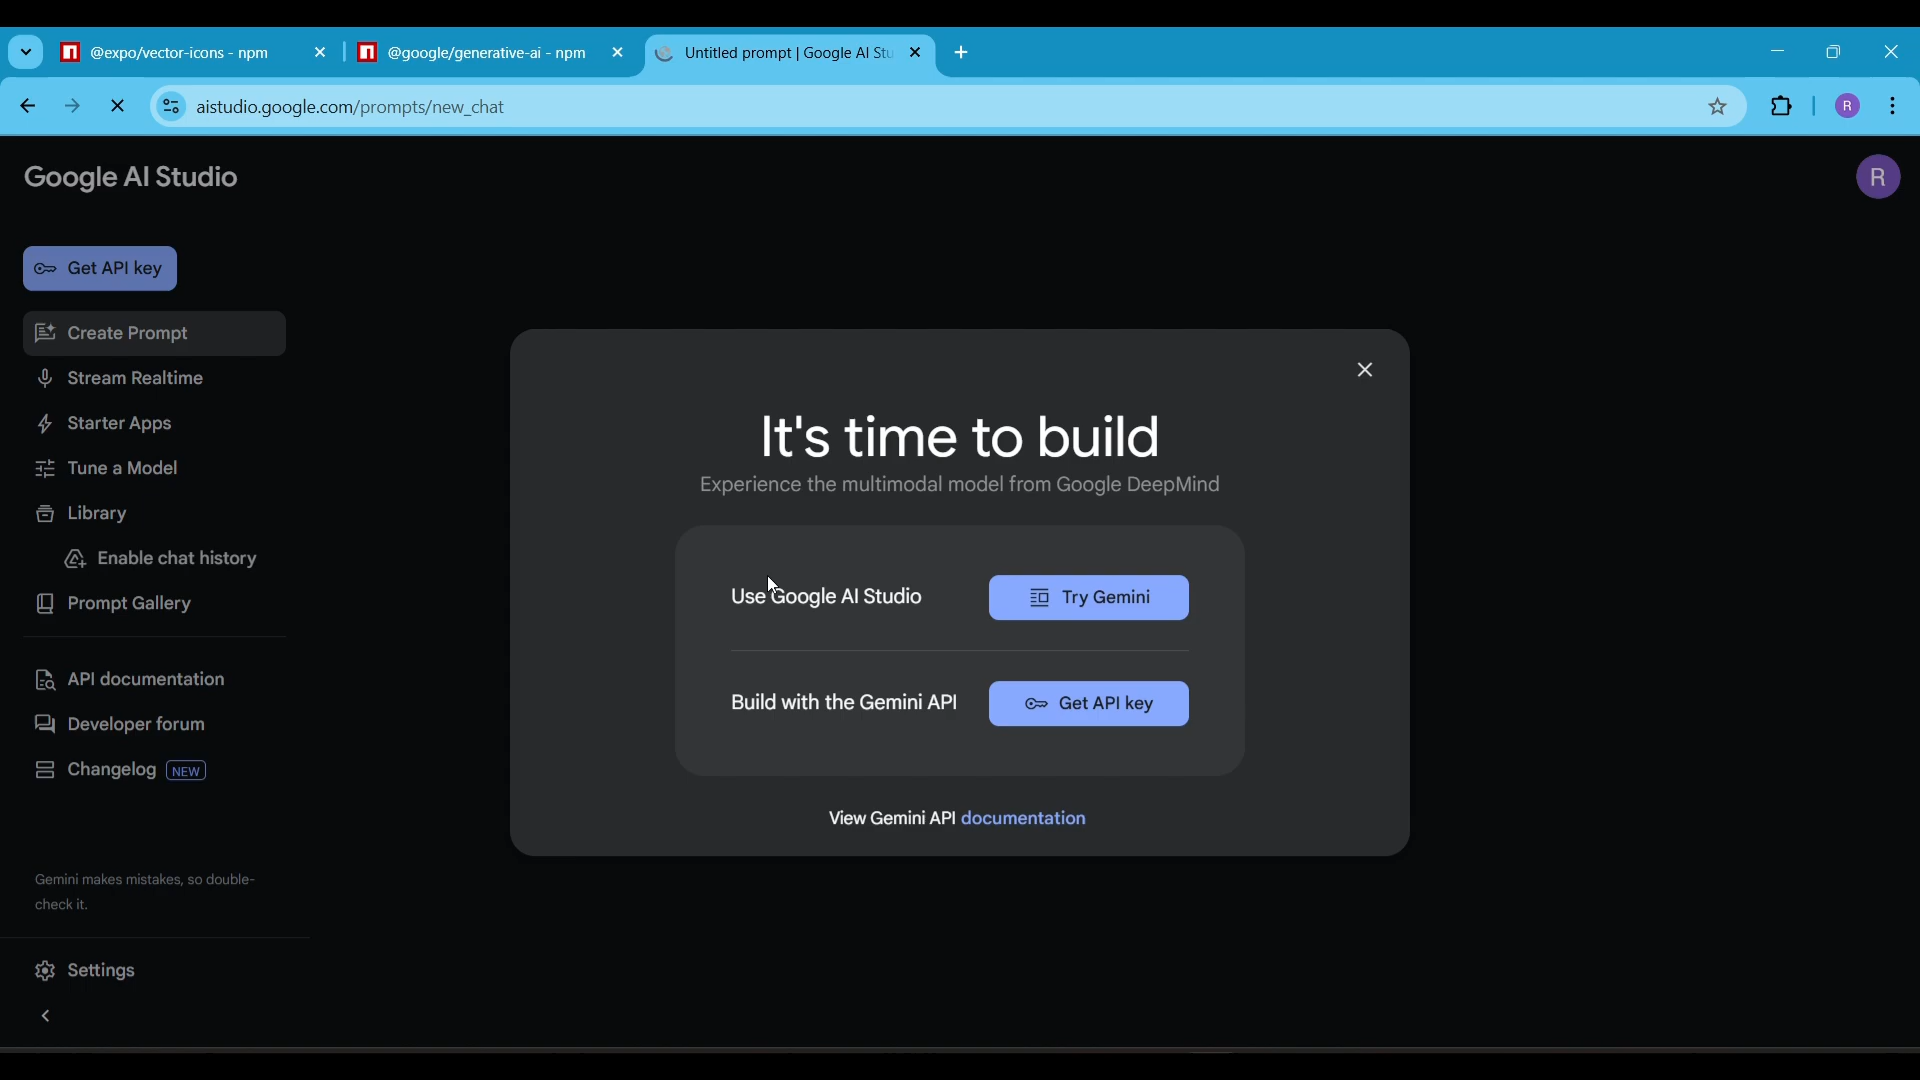 @expo/vector-icons - npm
@google/generative-ai - npm
Untitled prompt | Google AI Stu
aistudio.google.com/prompts/new_chat
R
Google AI Studio
R
Get API key
Create Prompt
Stream Realtime
Starter Apps
Tune a Model
Library
Enable chat history
Prompt Gallery
API documentation
Developer forum
Changelog NEW
Gemini makes mistakes, so double-
check it.
Settings
It's time to build
Experience the multimodal model from Google DeepMind
Use Google AI Studio
Try Gemini
Build with the Gemini API
Get API key
View Gemini API documentation